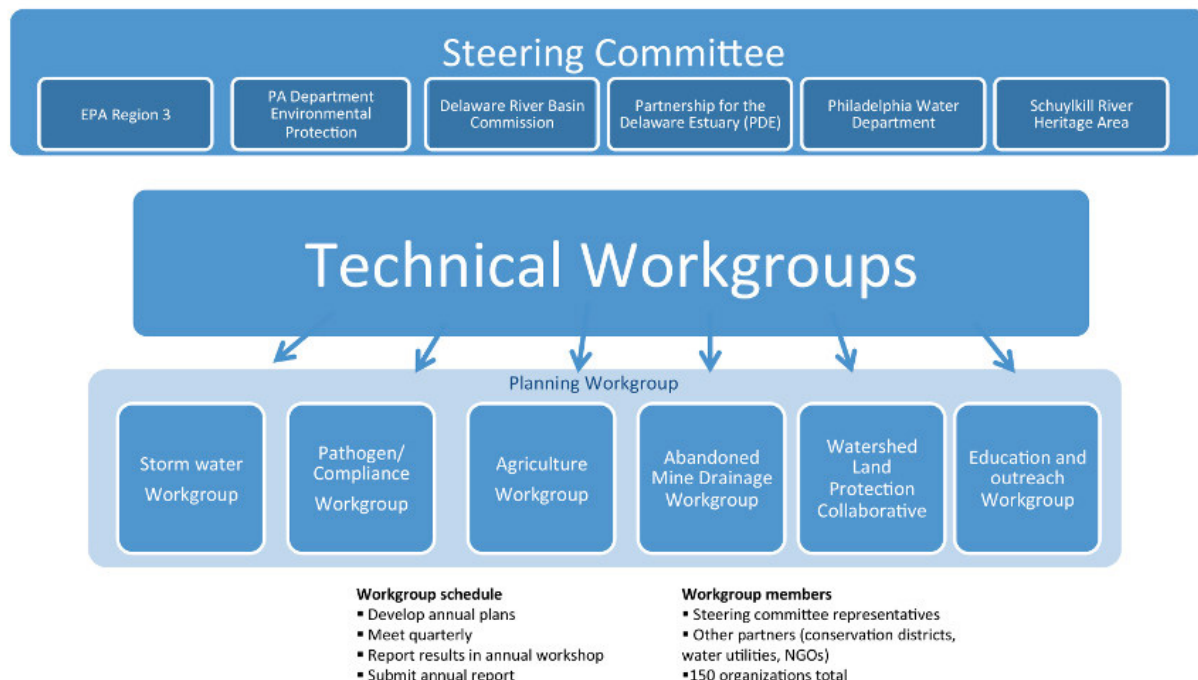 Steering Committee
EPA Region 3
PA Department
Environmental
Protection
Delaware River Basin
Commission
Partnership for the
Delaware Estuary (PDE)
Philadelphia Water
Department
Schuylkill River
Heritage Area
Technical Workgroups
Planning Workgroup
Storm water
Workgroup
Pathogen/
Compliance
Workgroup
Agriculture
Workgroup
Abandoned
Mine Drainage
Workgroup
Watershed
Land
Protection
Collaborative
Education and
outreach
Workgroup
Workgroup schedule
▪ Develop annual plans
▪ Meet quarterly
▪ Report results in annual workshop
▪ Submit annual report
Workgroup members
▪ Steering committee representatives
▪ Other partners (conservation districts,
water utilities, NGOs)
▪150 organizations total